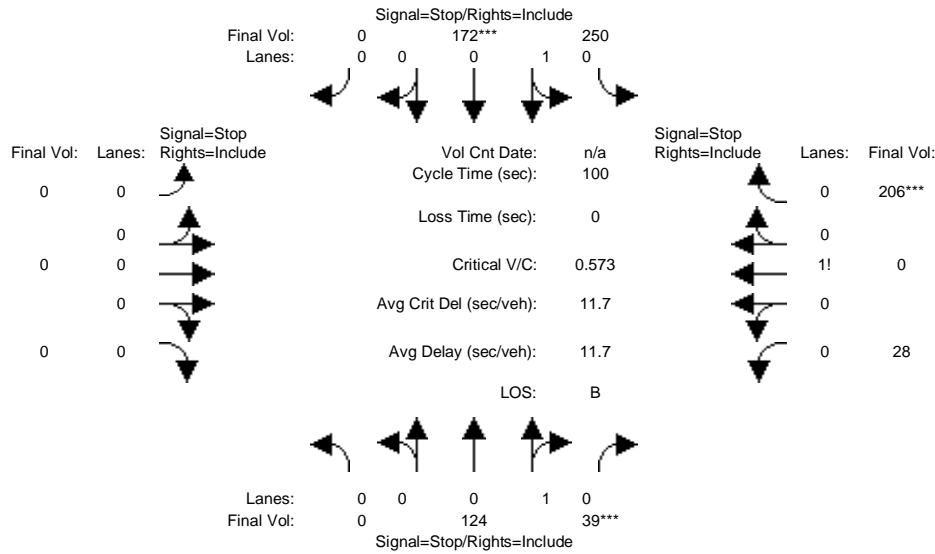 Signal=Stop/Rights=Include
Final Vol: 0 172*** 250
Lanes: 0 0 0 1 0
Signal=Stop Signal=Stop
Final Vol: Lanes: Rights=Include Vol Cnt Date: n/a Rights=Include Lanes: Final Vol:
Cycle Time (sec): 100
0 0 0 206***
Loss Time (sec): 0
0 0
0 0 Critical V/C: 0.573 1! 0
0 Avg Crit Del (sec/veh): 11.7 0
0 0 Avg Delay (sec/veh): 11.7 0 28
LOS: B
Lanes: 0 0 0 1 0
Final Vol: 0 124 39***
Signal=Stop/Rights=Include